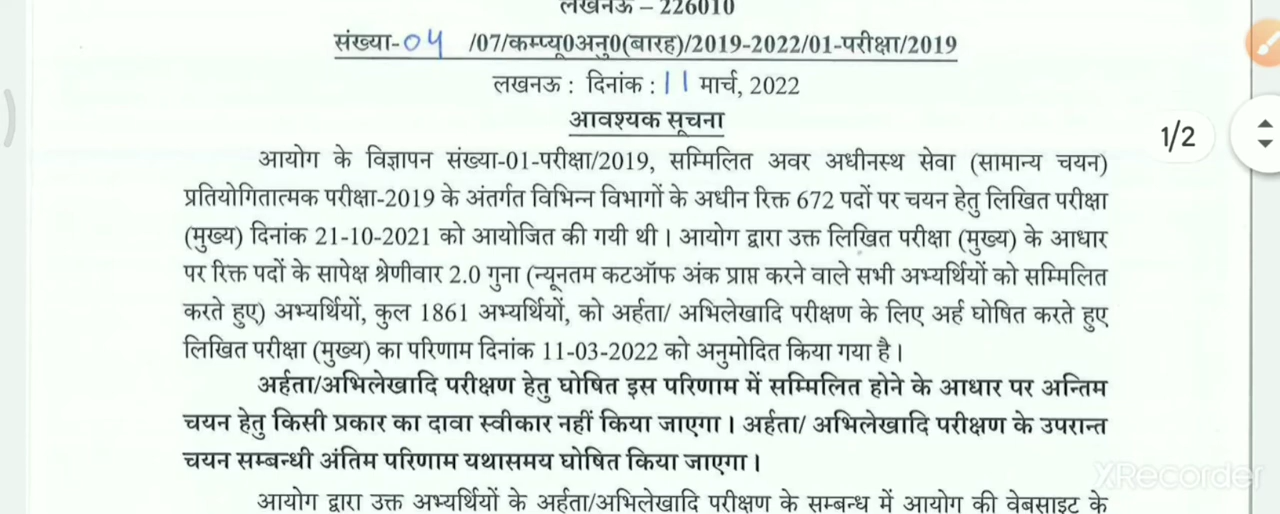 लखनऊ – 226010
संख्या-04 /07/कम्प्यू0अनु0(बारह)/2019-2022/01-परीक्षा/2019
लखनऊ : दिनांक : 11 मार्च, 2022
आवश्यक सूचना
1/2
आयोग के विज्ञापन संख्या-01-परीक्षा/2019, सम्मिलित अवर अधीनस्थ सेवा (सामान्य चयन)
प्रतियोगितात्मक परीक्षा-2019 के अंतर्गत विभिन्न विभागों के अधीन रिक्त 672 पदों पर चयन हेतु लिखित परीक्षा
(मुख्य) दिनांक 21-10-2021 को आयोजित की गयी थी। आयोग द्वारा उक्त लिखित परीक्षा (मुख्य) के आधार
पर रिक्त पदों के सापेक्ष श्रेणीवार 2.0 गुना (न्यूनतम कटऑफ अंक प्राप्त करने वाले सभी अभ्यर्थियों को सम्मिलित
करते हुए) अभ्यर्थियों, कुल 1861 अभ्यर्थियों, को अर्हता/ अभिलेखादि परीक्षण के लिए अर्ह घोषित करते हुए
लिखित परीक्षा (मुख्य) का परिणाम दिनांक 11-03-2022 को अनुमोदित किया गया है।
अर्हता/अभिलेखादि परीक्षण हेतु घोषित इस परिणाम में सम्मिलित होने के आधार पर अन्तिम
चयन हेतु किसी प्रकार का दावा स्वीकार नहीं किया जाएगा। अर्हता/ अभिलेखादि परीक्षण के उपरान्त
चयन सम्बन्धी अंतिम परिणाम यथासमय घोषित किया जाएगा।
आयोग द्वारा उक्त अभ्यर्थियों के अर्हता/अभिलेखादि परीक्षण के सम्बन्ध में आयोग की वेबसाइट के
XRecorder